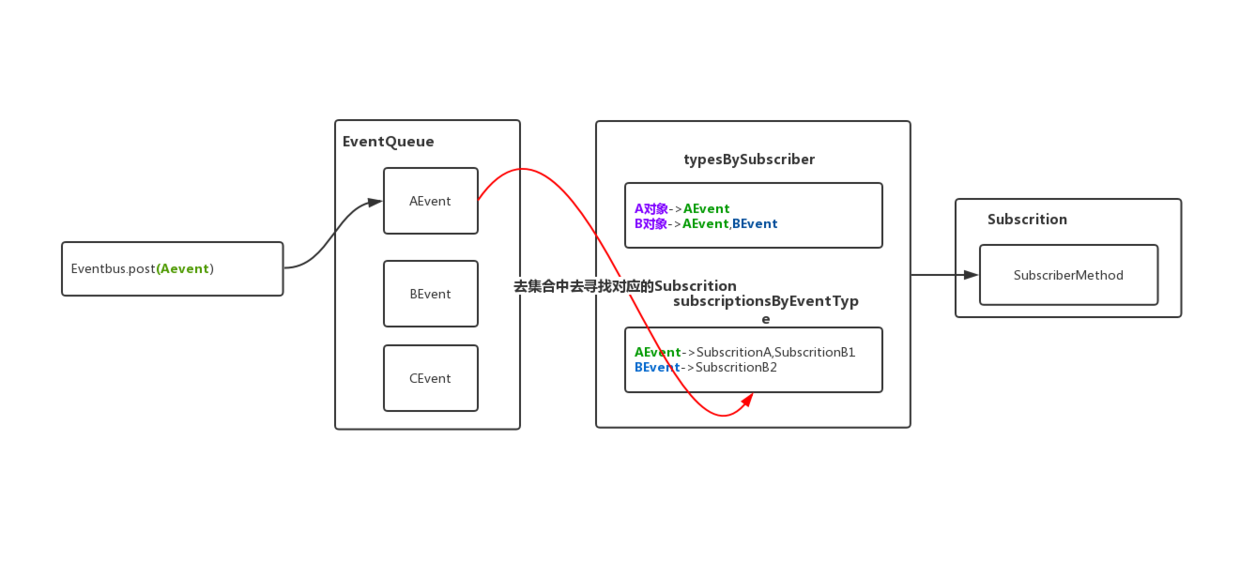 Eventbus.post(Aevent)
EventQueue
AEvent
BEvent
CEvent
去集合中去寻找对应的Subscrition
typesBySubscriber
A对象->AEvent
B对象->AEvent,BEvent
subscriptionsByEventTyp
e
AEvent->SubscritionA,SubscritionB1
BEvent->SubscritionB2
Subscrition
SubscriberMethod